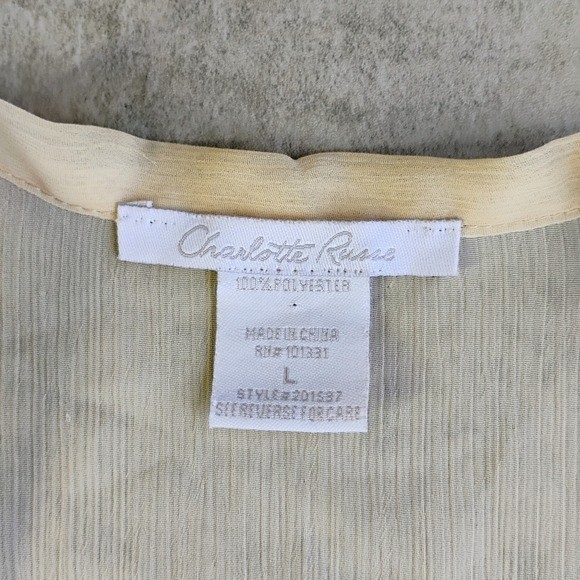 Charlotte Russe
100% POLYESTER
MADE IN CHINA
RN# 101331
L
STYLE# 201597
SEE REVERSE FOR CARE